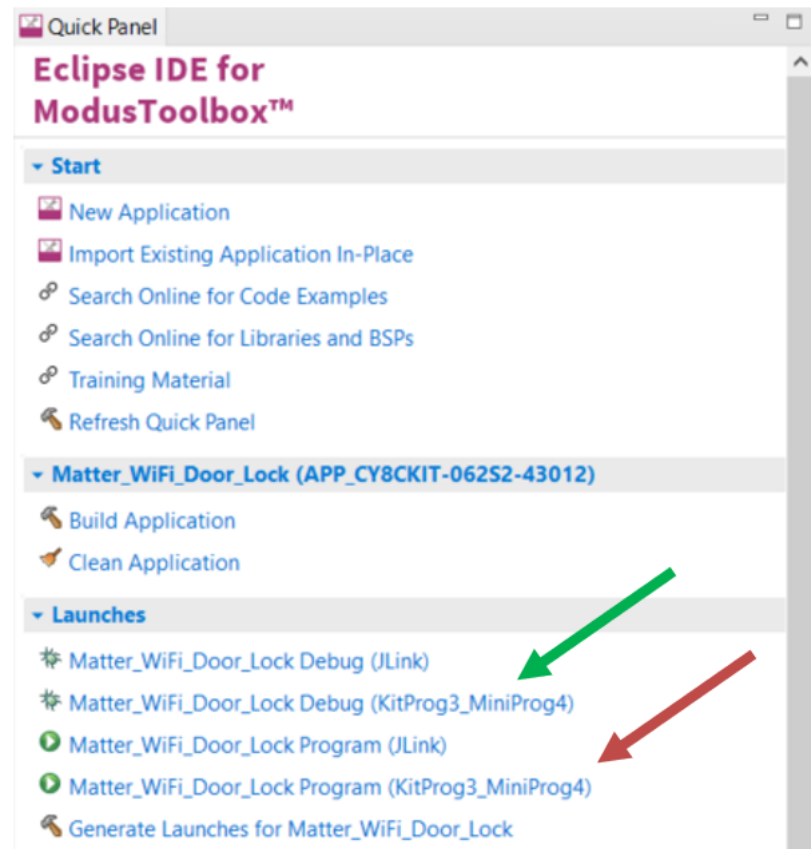 Quick Panel
Eclipse IDE for
ModusToolbox™
Start
New Application
Import Existing Application In-Place
Search Online for Code Examples
Search Online for Libraries and BSPs
Training Material
Refresh Quick Panel
Matter_WiFi_Door_Lock (APP_CY8CKIT-062S2-43012)
Build Application
Clean Application
Launches
Matter_WiFi_Door_Lock Debug (JLink)
Matter_WiFi_Door_Lock Debug (KitProg3_MiniProg4)
Matter_WiFi_Door_Lock Program (JLink)
Matter_WiFi_Door_Lock Program (KitProg3_MiniProg4)
Generate Launches for Matter_WiFi_Door_Lock